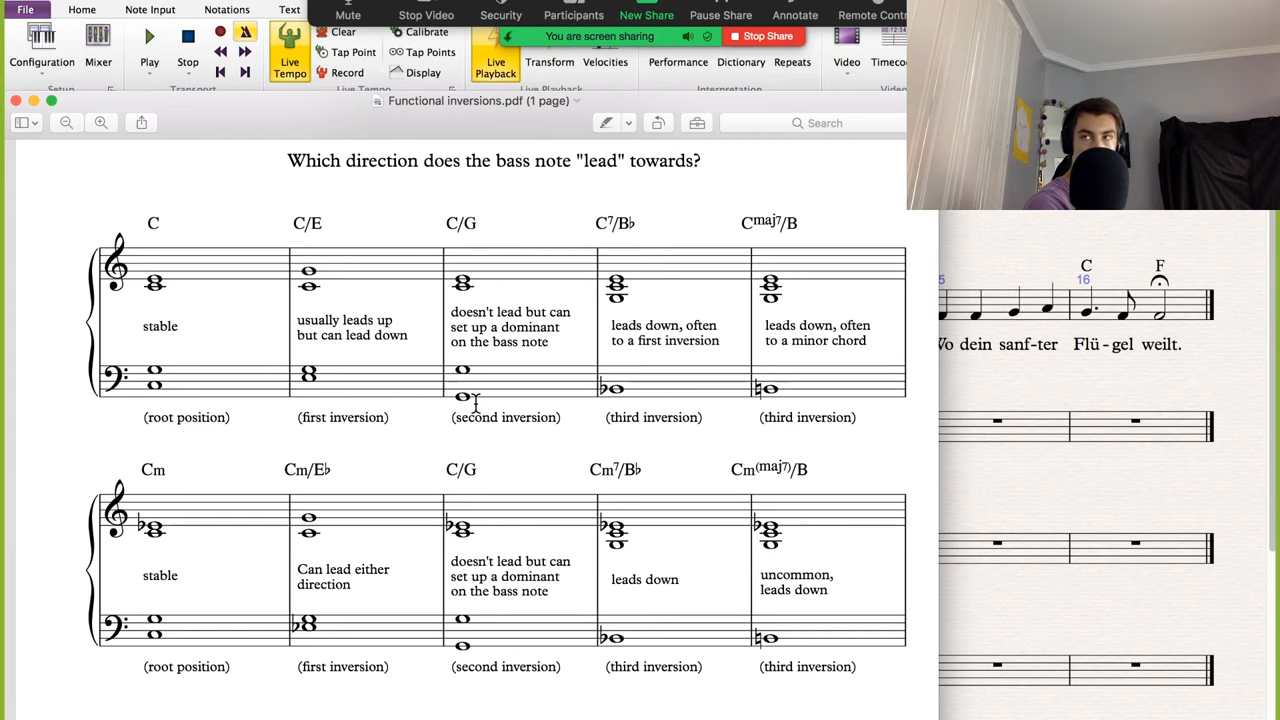 File Home Note Input Notations Text
Mute Stop Video Security Participants New Share Pause Share Annotate
You are screen sharing Stop Share
Configuration Mixer Play Stop Live Tempo Clear Tap Point Record Calibrate Tap Points Display Live Playback Transform Velocities Performance Dictionary Repeats Video
Transport Live Tempo Live Playback Interpretation
Functional inversions.pdf (1 page)
Search
Which direction does the bass note "lead" towards?
C C/E C/G C7/B♭ Cmaj7/B
stable
usually leads up
but can lead down
doesn't lead but can
set up a dominant
on the bass note
leads down, often
to a first inversion
leads down, often
to a minor chord
(root position) (first inversion) (second inversion) (third inversion) (third inversion)
Cm Cm/E♭ C/G Cm7/B♭ Cm(maj7)/B
stable
Can lead either
direction
doesn't lead but can
set up a dominant
on the bass note
leads down
uncommon,
leads down
(root position) (first inversion) (second inversion) (third inversion) (third inversion)
C F
16
dein sanf-ter Flü-gel weilt.